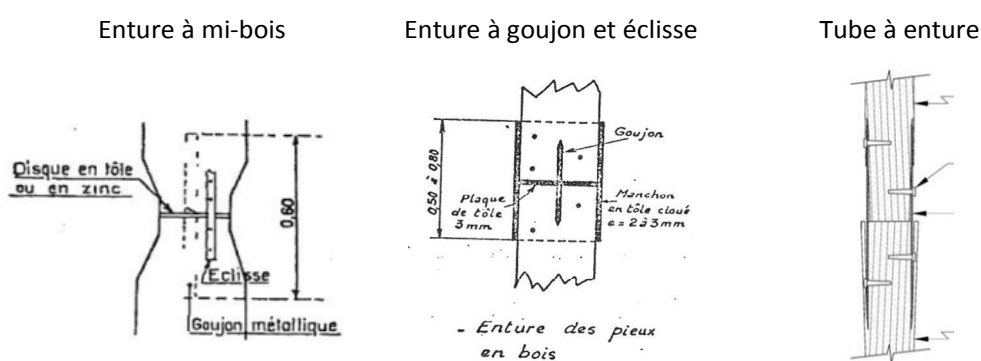 Enture à mi-bois
Enture à goujon et éclisse
Tube à enture
Disque en tôle
ou en zinc
0,60
Eclisse
Goujon métallique
0,50 à 0,80
Goujon
Plaque
de tôle
3mm
Manchon
en tôle cloué
e = 2 à 3mm
- Enture des pieux
en bois